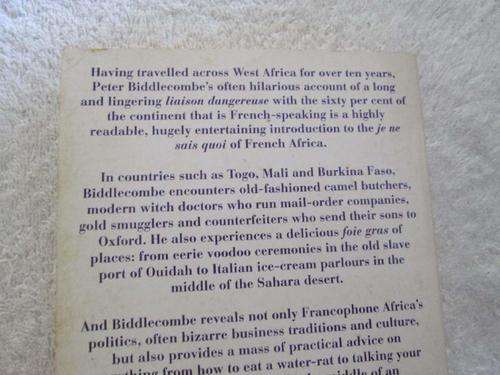 Having travelled across West Africa for over ten years,
Peter Biddlecombe's often hilarious account of a long
and lingering liaison dangereuse with the sixty per cent of
the continent that is French-speaking is a highly
readable, hugely entertaining introduction to the je ne
sais quoi of French Africa.
In countries such as Togo, Mali and Burkina Faso,
Biddlecombe encounters old-fashioned camel butchers,
modern witch doctors who run mail-order companies,
gold smugglers and counterfeiters who send their sons to
Oxford. He also experiences a delicious foie gras of
places: from eerie voodoo ceremonies in the old slave
port of Ouidah to Italian ice-cream parlours in the
middle of the Sahara desert.
And Biddlecombe reveals not only Francophone Africa's
politics, often bizarre business traditions and culture,
but also provides a mass of practical advice on
from how to eat a water-rat to talking your
middle of an